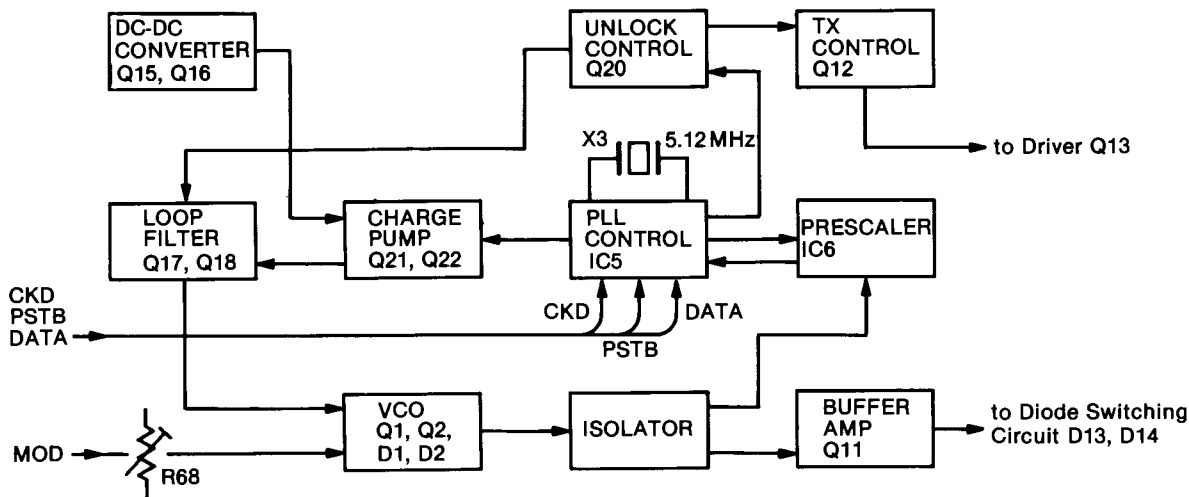 DC-DC
CONVERTER
Q15, Q16
UNLOCK
CONTROL
Q20
TX
CONTROL
Q12
X3
5.12 MHz
to Driver Q13
LOOP
FILTER
Q17, Q18
CHARGE
PUMP
Q21, Q22
PLL
CONTROL
IC5
PRESCALER
IC6
CKD
PSTB
DATA
CKD
DATA
PSTB
VCO
Q1, Q2,
D1, D2
ISOLATOR
BUFFER
AMP
Q11
to Diode Switching
Circuit D13, D14
MOD
R68